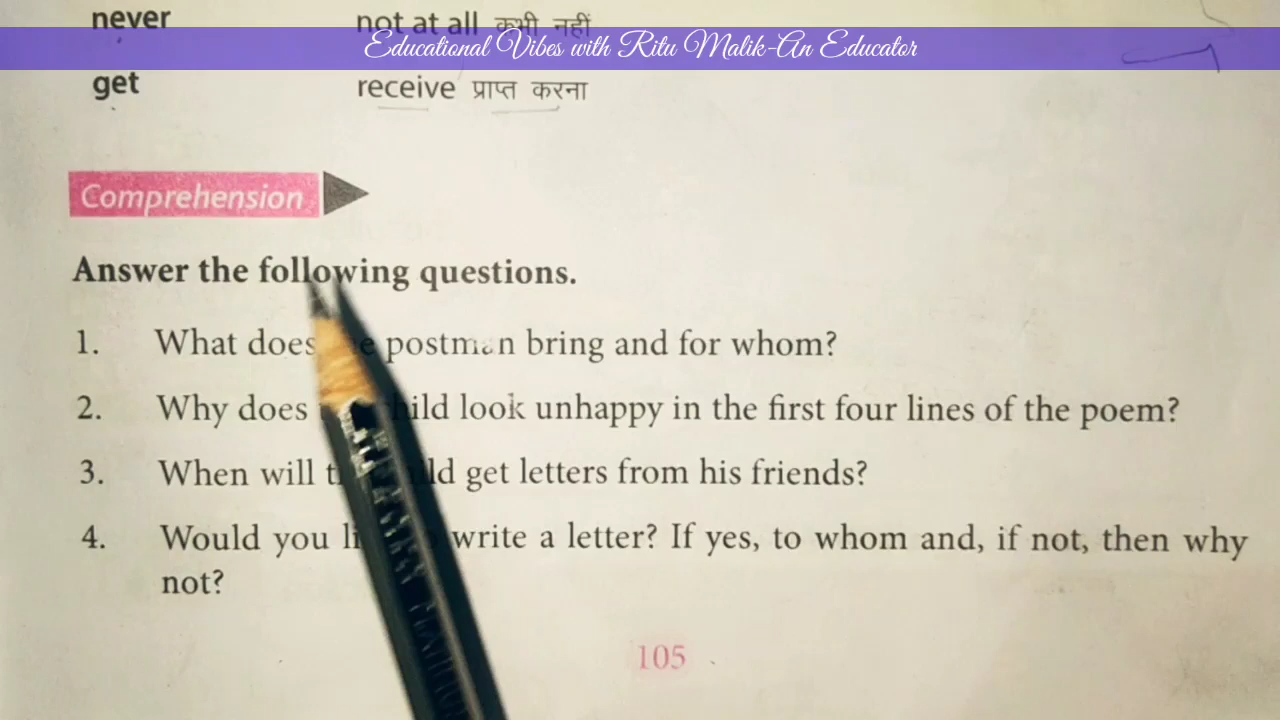 never not at all कभी नहीं
Educational Vibes with Ritu Malik-An Educator
get receive प्राप्त करना
Comprehension
Answer the following questions.
1. What does postman bring and for whom?
2. Why does child look unhappy in the first four lines of the poem?
3. When will get letters from his friends?
4. Would you write a letter? If yes, to whom and, if not, then why
not?
105